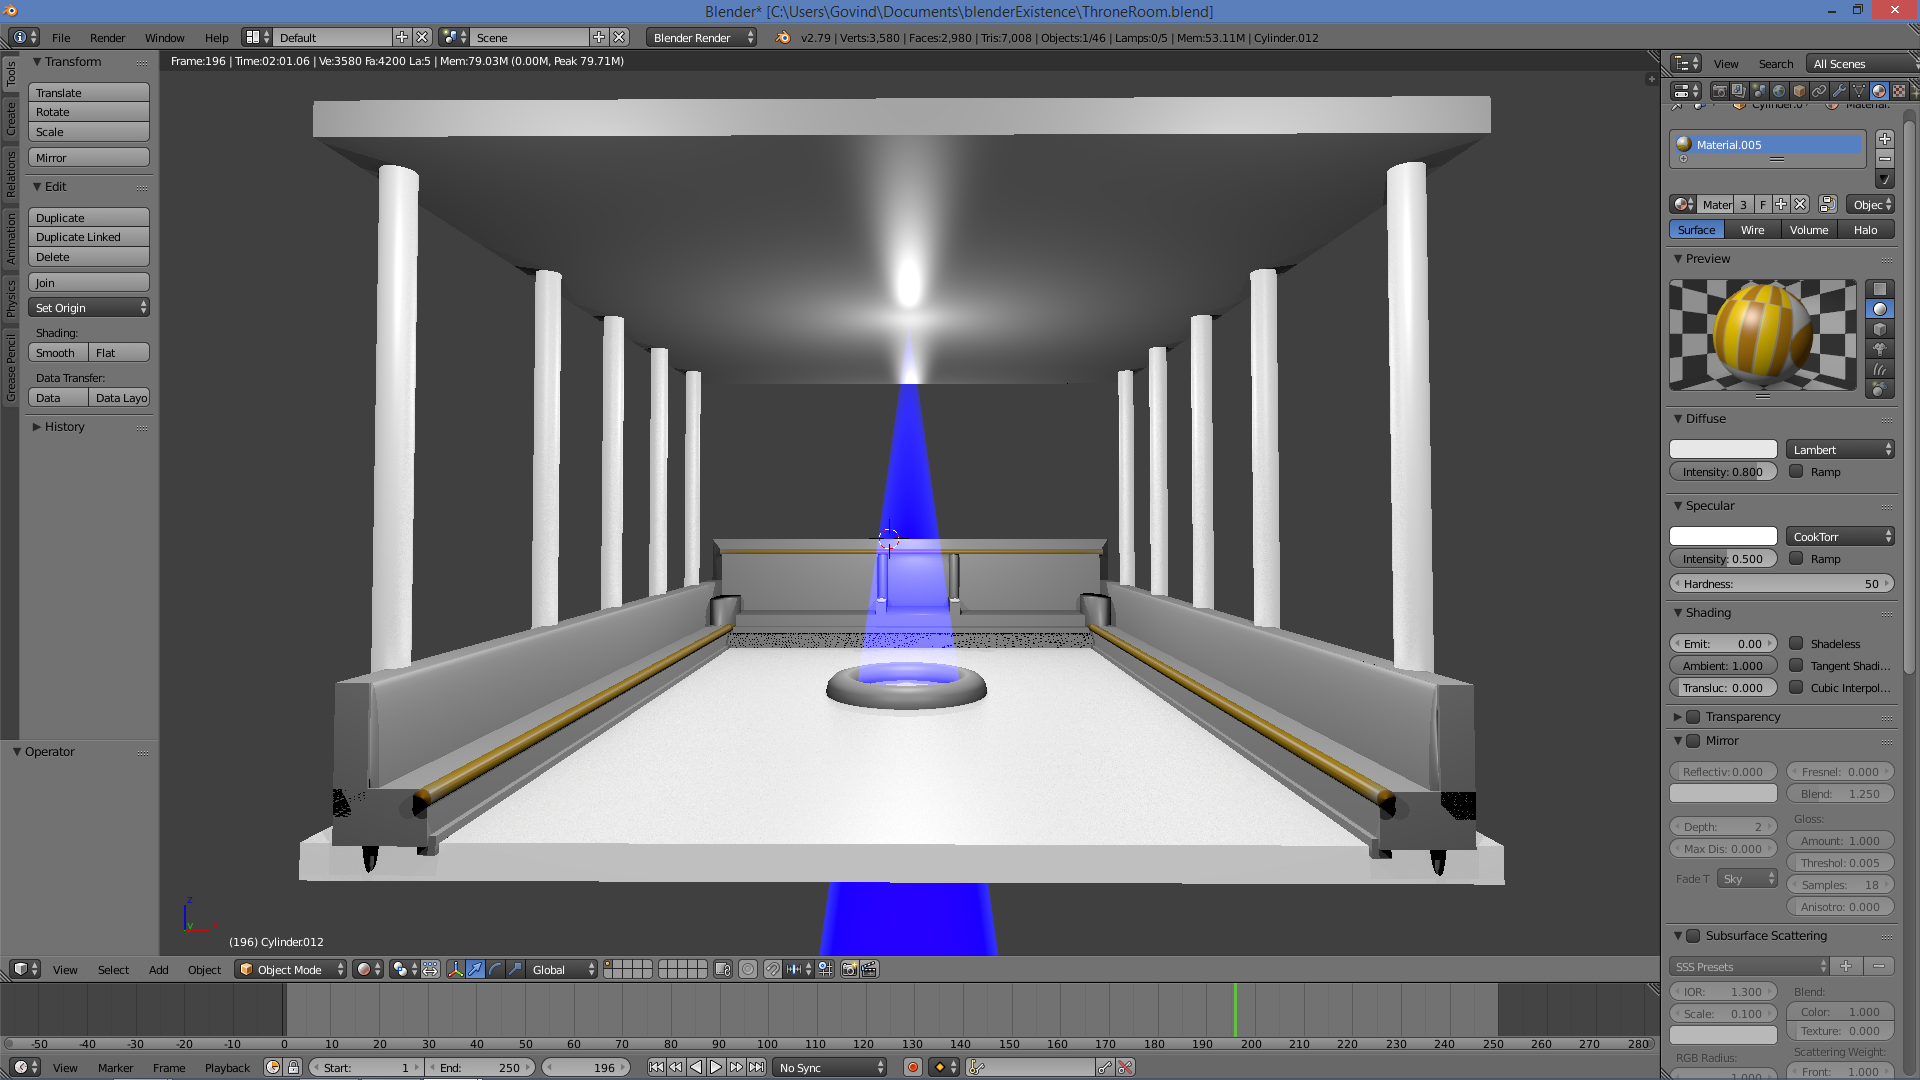 Blender* [C:\Users\Govind\Documents\blenderExistence\ThroneRoom.blend]
File Render Window Help Default Scene Blender Render v2.79 | Verts:3,580 | Faces:2,980 | Tris:7,008 | Objects:1/46 | Lamps:0/5 | Mem:53.11M | Cylinder.012
Frame:196 | Time:02:01.06 | Ve:3580 Fa:4200 La:5 | Mem:79.03M (0.00M, Peak 79.71M)
Tools
Create
Relations
Animation
Physics
Grease Pencil
Transform
Translate
Rotate
Scale
Mirror
Edit
Duplicate
Duplicate Linked
Delete
Join
Set Origin
Shading:
Smooth Flat
Data Transfer:
Data Data Layo
History
Operator
z
y
x
(196) Cylinder.012
View Select Add Object Object Mode Global
-50 -40 -30 -20 -10 0 10 20 30 40 50 60 70 80 90 100 110 120 130 140 150 160 170 180 190 200 210 220 230 240 250 260 270 280
View Marker Frame Playback Start: 1 End: 250 196 No Sync
View Search All Scenes
Material.005
Mater 3 F Objec
Surface Wire Volume Halo
Preview
Diffuse
Lambert
Intensity: 0.800 Ramp
Specular
CookTorr
Intensity: 0.500 Ramp
Hardness: 50
Shading
Emit: 0.00 Shadeless
Ambient: 1.000 Tangent Shadi...
Transluc: 0.000 Cubic Interpol...
Transparency
Mirror
Reflectiv: 0.000 Fresnel: 0.000
Blend: 1.250
Gloss:
Depth: 2 Amount: 1.000
Max Dis: 0.000 Threshol: 0.005
Fade T Sky Samples: 18
Anisotro: 0.000
Subsurface Scattering
SSS Presets
IOR: 1.300 Blend:
Scale: 0.100 Color: 1.000
Texture: 0.000
RGB Radius: Scattering Weight:
Front: 1.000